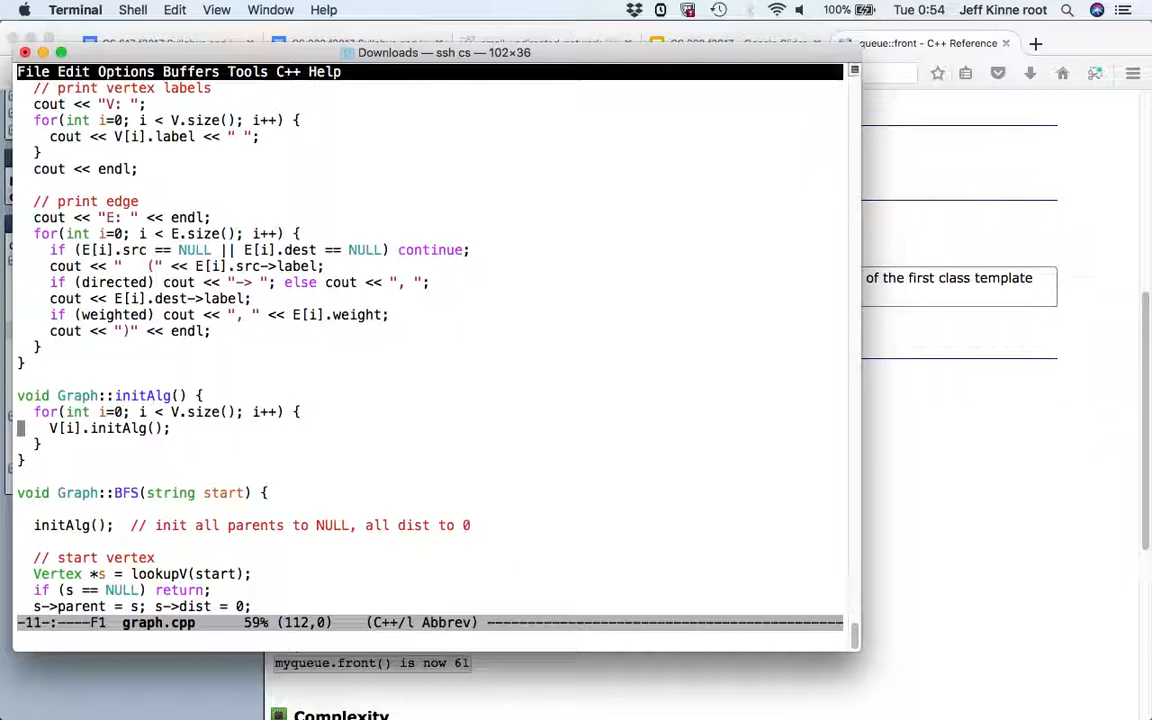 Terminal Shell Edit View Window Help 100% Tue 0:54 Jeff Kinne root
queue::front - C++ Reference
Downloads — ssh cs — 102×36
File Edit Options Buffers Tools C++ Help
// print vertex labels
cout << "V: ";
for(int i=0; i < V.size(); i++) {
cout << V[i].label << " ";
}
cout << endl;
// print edge
cout << "E: " << endl;
for(int i=0; i < E.size(); i++) {
if (E[i].src == NULL || E[i].dest == NULL) continue;
cout << "   (" << E[i].src->label;
if (directed) cout << "-> "; else cout << ", ";
cout << E[i].dest->label;
if (weighted) cout << ", " << E[i].weight;
cout << ")" << endl;
}
}
of the first class template
void Graph::initAlg() {
for(int i=0; i < V.size(); i++) {
V[i].initAlg();
}
}
void Graph::BFS(string start) {
initAlg();  // init all parents to NULL, all dist to 0
// start vertex
Vertex *s = lookupV(start);
if (s == NULL) return;
s->parent = s; s->dist = 0;
-11-:----F1  graph.cpp      59% (112,0)    (C++/l Abbrev)
myqueue.front() is now 61
Complexity